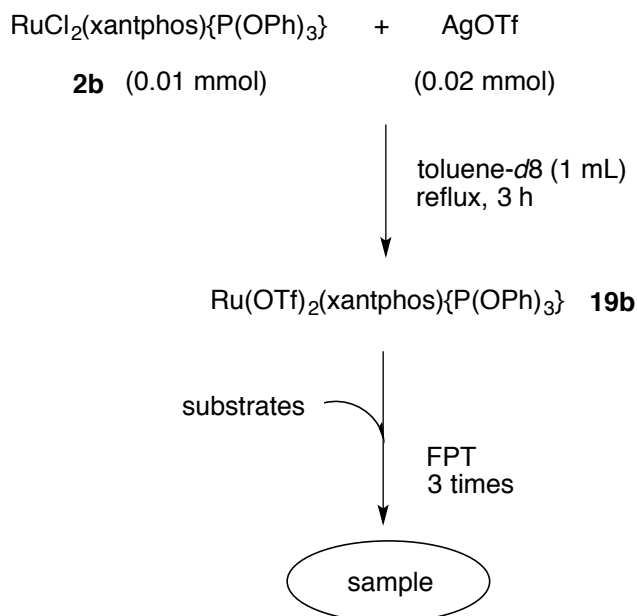 RuCl2(xantphos){P(OPh)3} + AgOTf
2b (0.01 mmol) (0.02 mmol)
toluene-d8 (1 mL)
reflux, 3 h
Ru(OTf)2(xantphos){P(OPh)3} 19b
substrates
FPT
3 times
sample